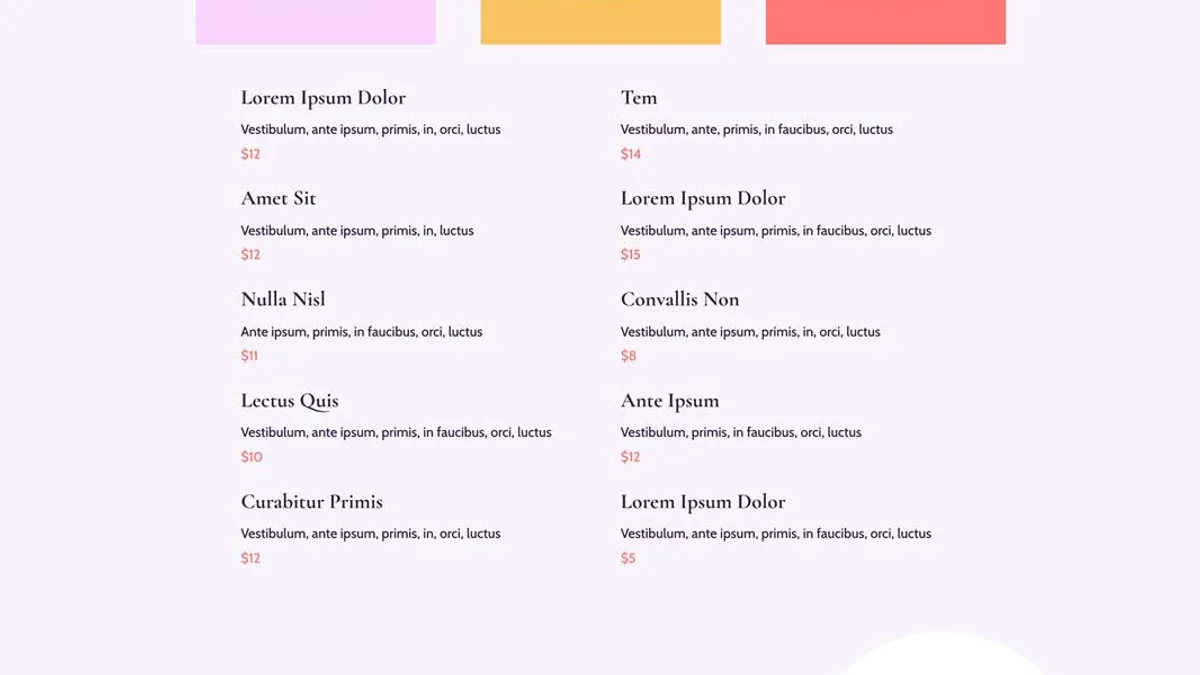 Lorem Ipsum Dolor
Vestibulum, ante ipsum, primis, in, orci, luctus
$12
Amet Sit
Vestibulum, ante ipsum, primis, in, luctus
$12
Nulla Nisl
Ante ipsum, primis, in faucibus, orci, luctus
$11
Lectus Quis
Vestibulum, ante ipsum, primis, in faucibus, orci, luctus
$10
Curabitur Primis
Vestibulum, ante ipsum, primis, in, orci, luctus
$12
Tem
Vestibulum, ante, primis, in faucibus, orci, luctus
$14
Lorem Ipsum Dolor
Vestibulum, ante ipsum, primis, in faucibus, orci, luctus
$15
Convallis Non
Vestibulum, ante ipsum, primis, in, orci, luctus
$8
Ante Ipsum
Vestibulum, primis, in faucibus, orci, luctus
$12
Lorem Ipsum Dolor
Vestibulum, ante ipsum, primis, in faucibus, orci, luctus
$5